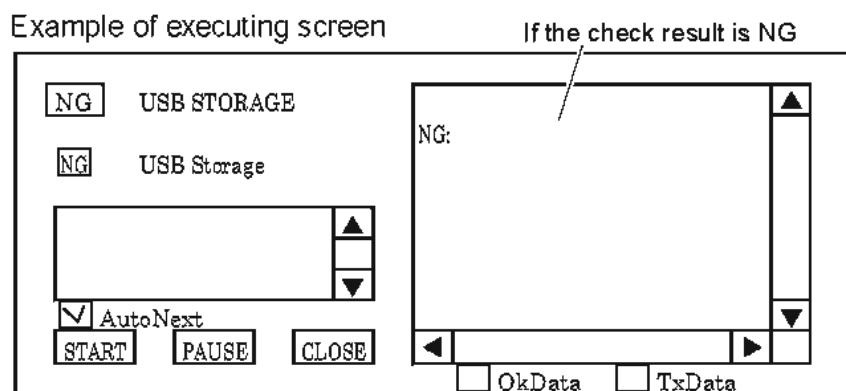 Example of executing screen
If the check result is NG
NG USB STORAGE
NG USB Storage
NG:
AutoNext
START PAUSE CLOSE
OkData TxData